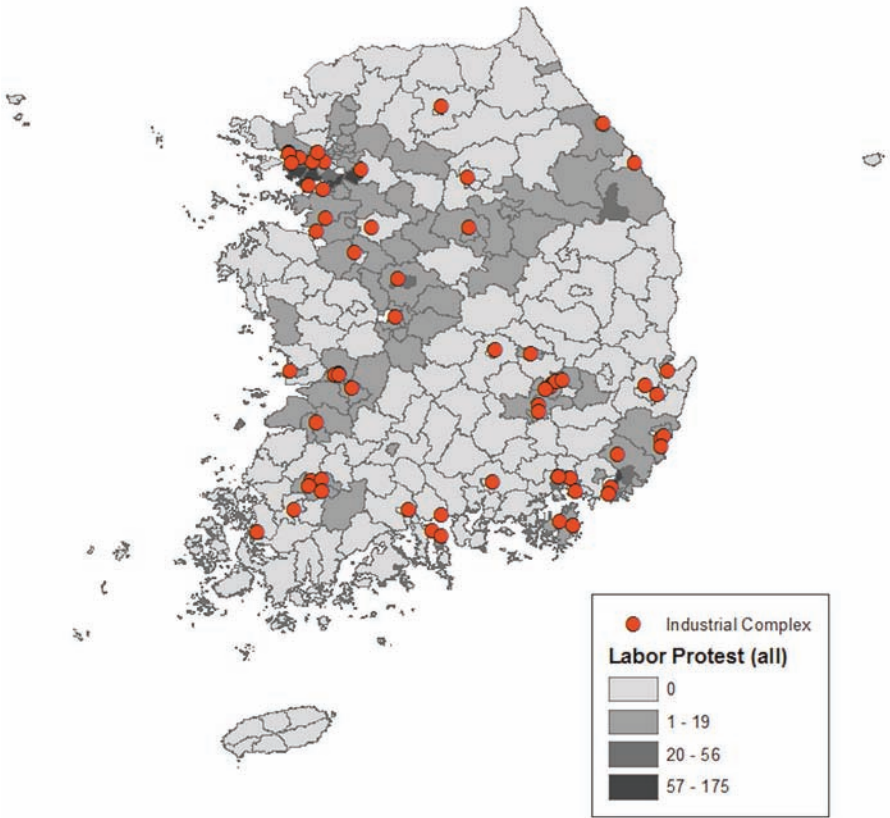 Industrial Complex
Labor Protest (all)
0
1 - 19
20 - 56
57 - 175